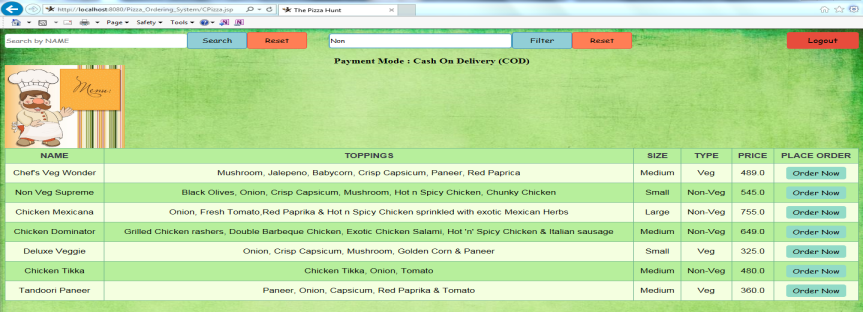 http://localhost:8080/Pizza_Ordering_System/CPizza.jsp The Pizza Hunt
Page Safety Tools
Search by NAME Search Reset Non Filter Reset Logout
Payment Mode : Cash On Delivery (COD)
Menu
NAME TOPPINGS SIZE TYPE PRICE PLACE ORDER
Chef's Veg Wonder Mushroom, Jalepeno, Babycorn, Crisp Capsicum, Paneer, Red Paprica Medium Veg 489.0 Order Now
Non Veg Supreme Black Olives, Onion, Crisp Capsicum, Mushroom, Hot n Spicy Chicken, Chunky Chicken Small Non-Veg 545.0 Order Now
Chicken Mexicana Onion, Fresh Tomato,Red Paprika & Hot n Spicy Chicken sprinkled with exotic Mexican Herbs Large Non-Veg 755.0 Order Now
Chicken Dominator Grilled Chicken rashers, Double Barbeque Chicken, Exotic Chicken Salami, Hot 'n' Spicy Chicken & Italian sausage Medium Non-Veg 649.0 Order Now
Deluxe Veggie Onion, Crisp Capsicum, Mushroom, Golden Corn & Paneer Small Veg 325.0 Order Now
Chicken Tikka Chicken Tikka, Onion, Tomato Medium Non-Veg 480.0 Order Now
Tandoori Paneer Paneer, Onion, Capsicum, Red Paprika & Tomato Medium Veg 360.0 Order Now